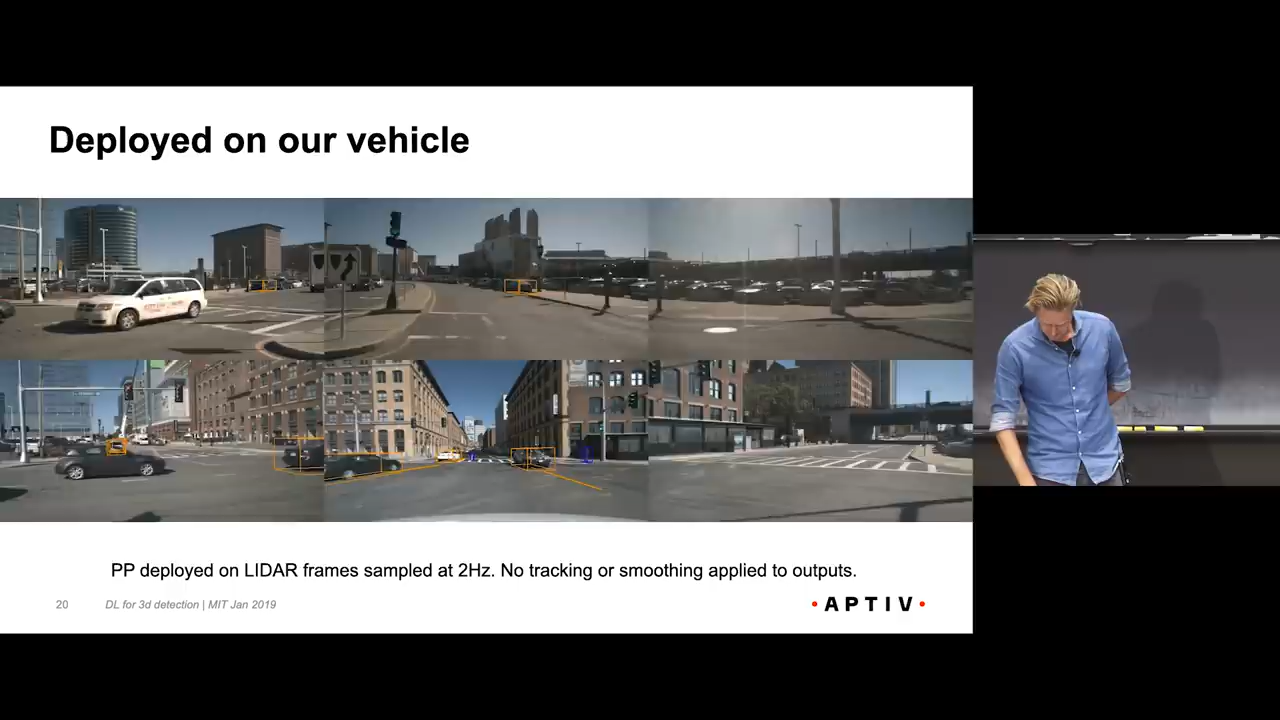 Deployed on our vehicle
PP deployed on LIDAR frames sampled at 2Hz. No tracking or smoothing applied to outputs.
20
DL for 3d detection | MIT Jan 2019
APTIV